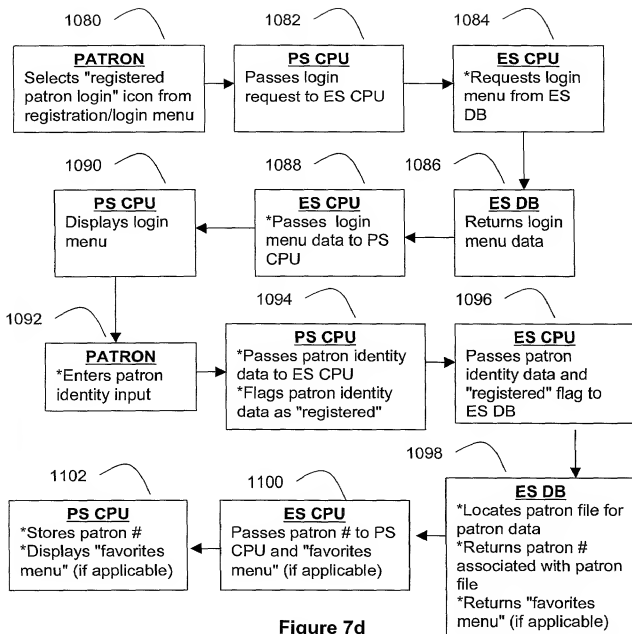 1080
PATRON
Selects "registered
patron login" icon from
registration/login menu
1082
PS CPU
Passes login
request to ES CPU
1084
ES CPU
*Requests login
menu from ES
DB
1086
ES DB
Returns login
menu data
1088
ES CPU
*Passes login
menu data to PS
CPU
1090
PS CPU
Displays login
menu
1092
PATRON
*Enters patron
identity input
1094
PS CPU
*Passes patron identity
data to ES CPU
*Flags patron identity
data as "registered"
1096
ES CPU
Passes patron
identity data and
"registered" flag to
ES DB
1098
ES DB
*Locates patron file for
patron data
*Returns patron #
associated with patron
file
*Returns "favorites
menu" (if applicable)
1100
ES CPU
Passes patron # to PS
CPU and "favorites
menu" (if applicable)
1102
PS CPU
*Stores patron #
*Displays "favorites
menu" (if applicable)
Figure 7d